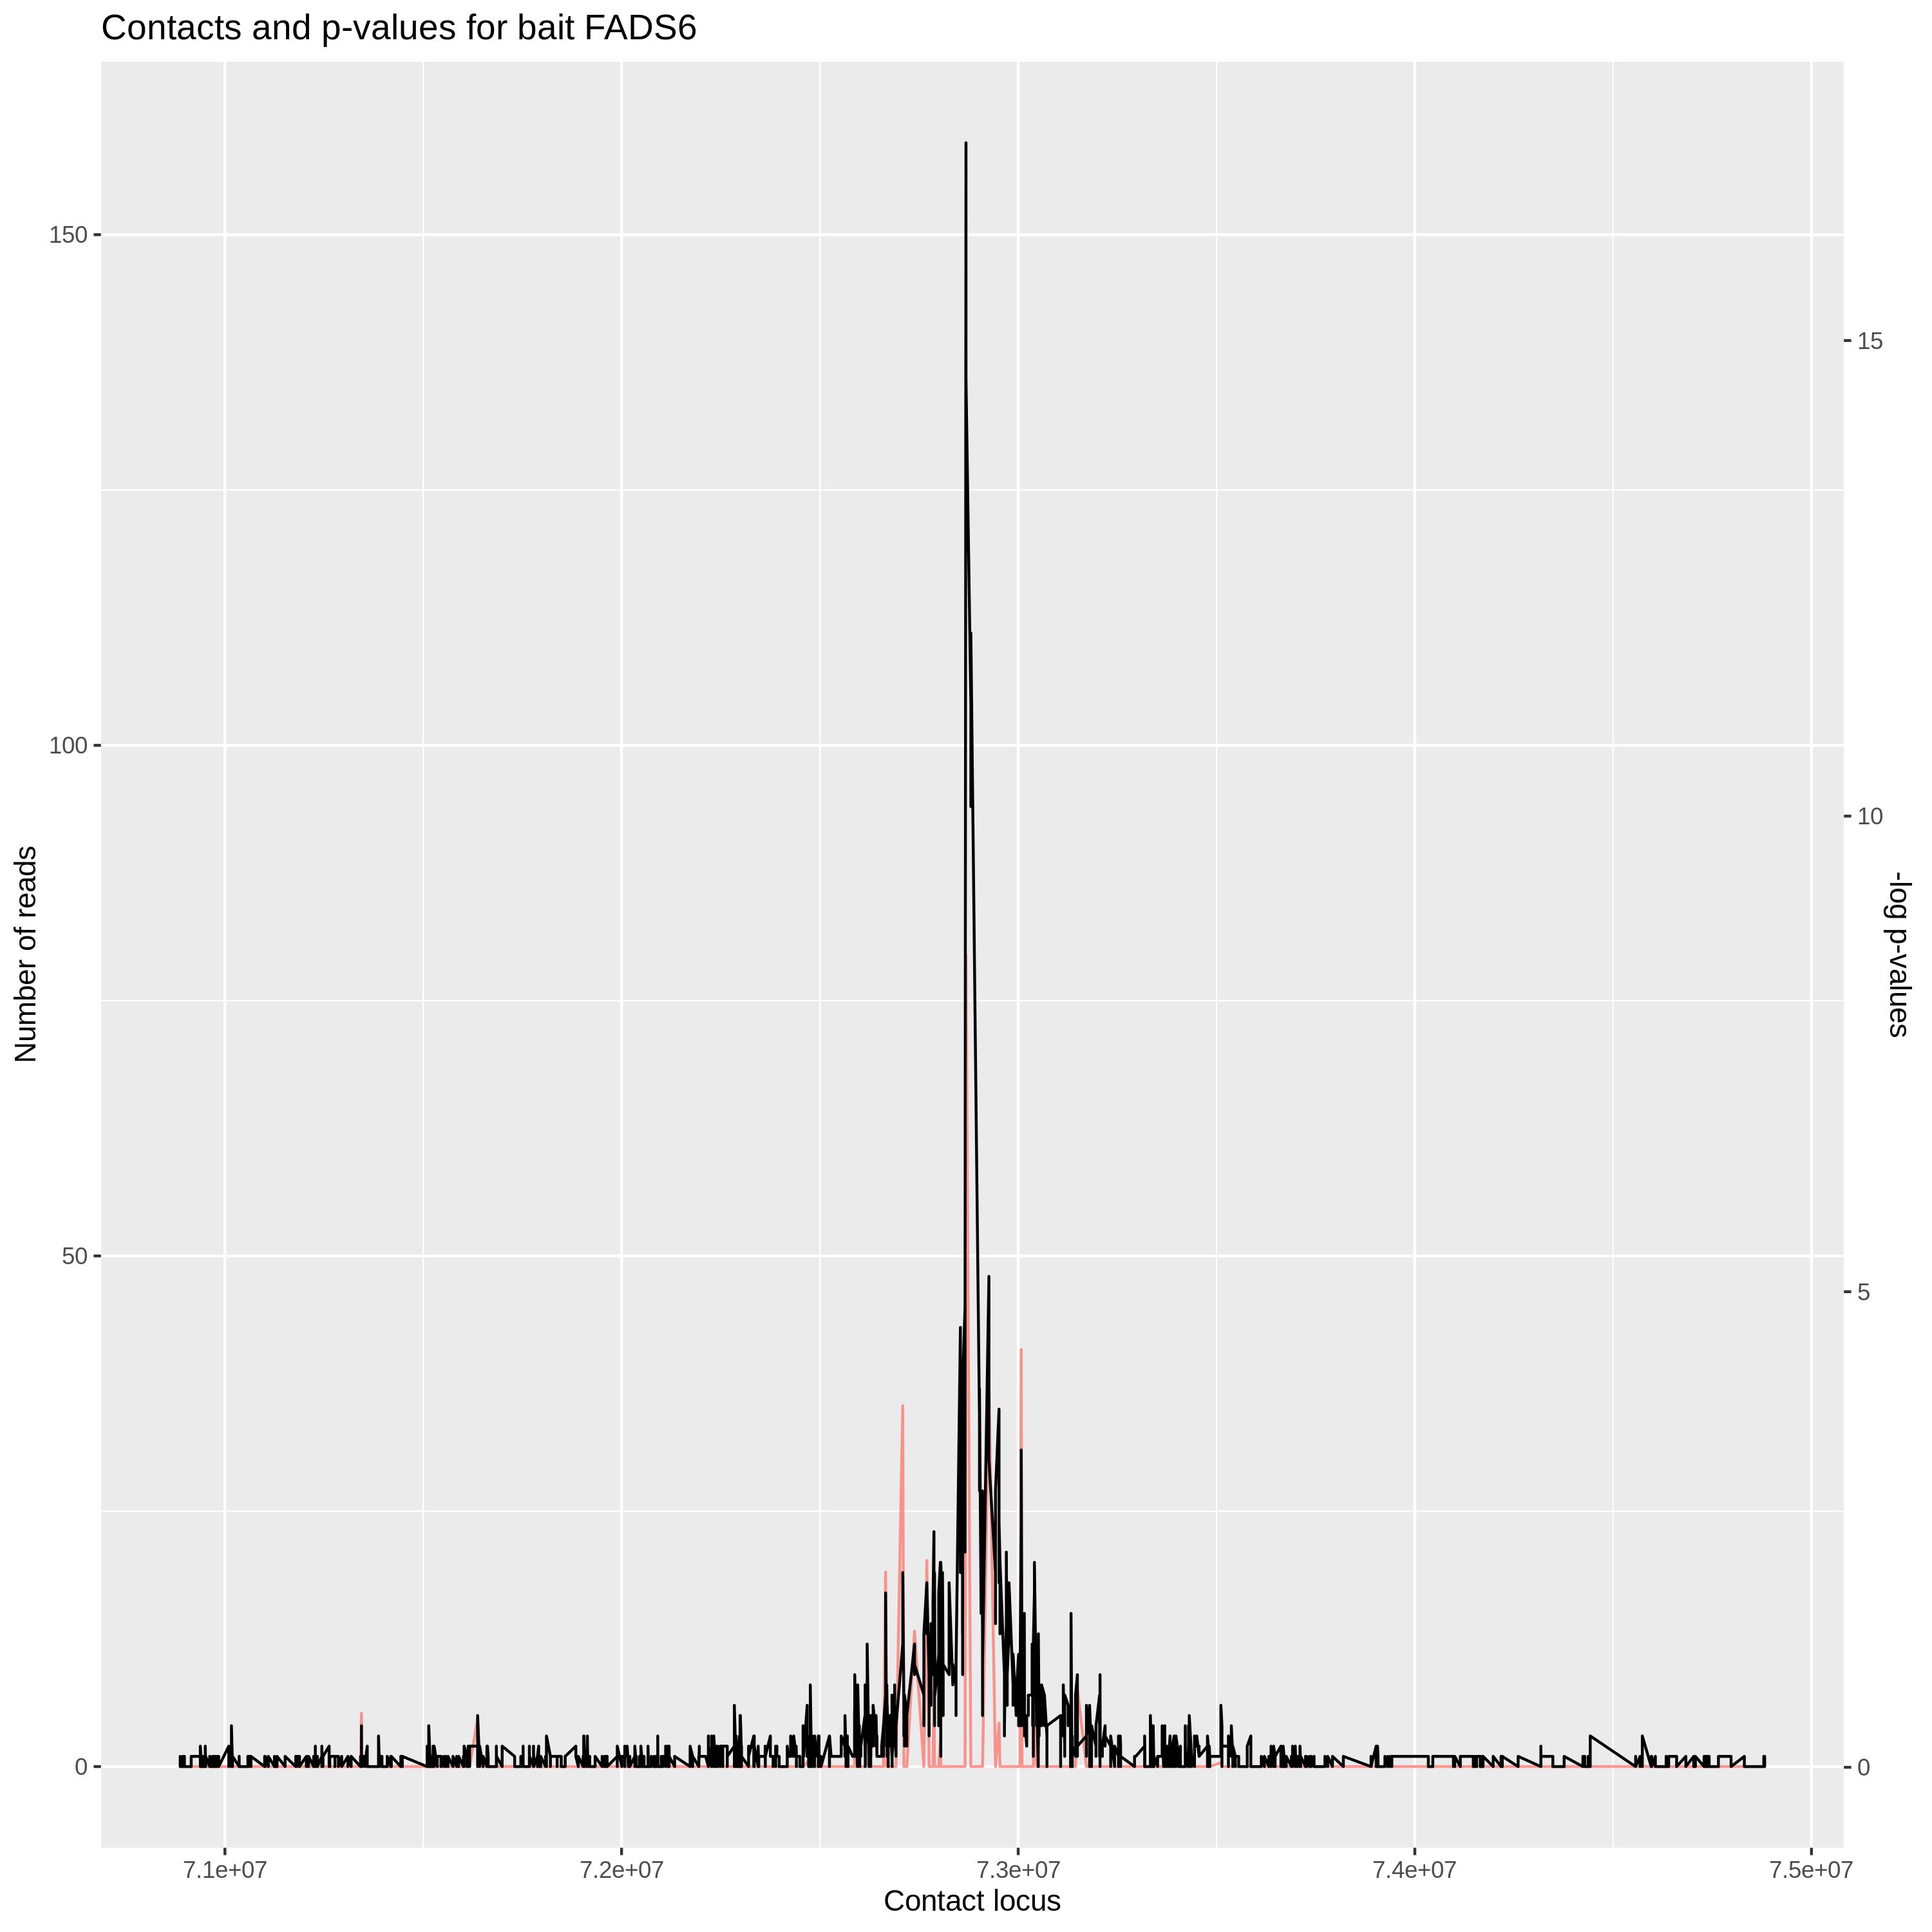 Contacts and p-values for bait FADS6
150
100
50
0
Number of reads
15
10
5
0
-log p-values
7.1e+07
7.2e+07
7.3e+07
7.4e+07
7.5e+07
Contact locus